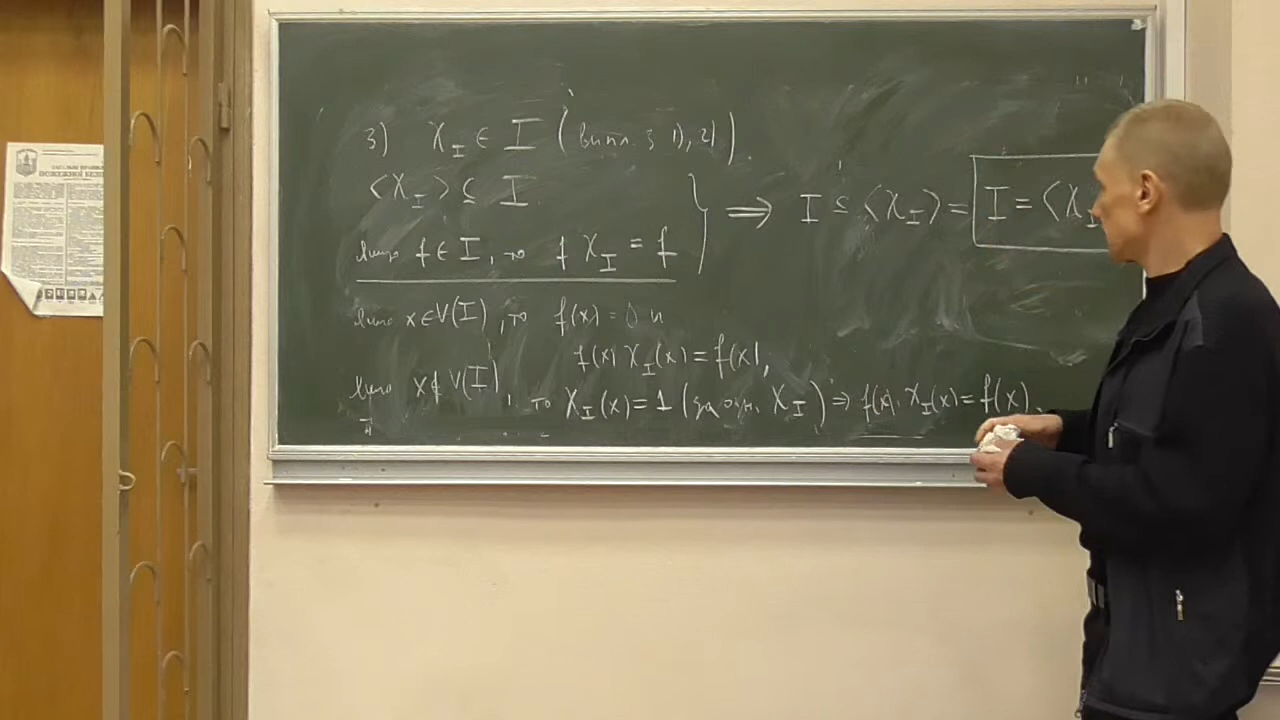 3) χ_I ∈ I (випл. з 1), 2)).
<χ_I> ⊆ I
якщо f ∈ I, то f χ_I = f
⇒ I ⊆ <χ_I> = I = <χ_I
якщо x ∈ V(I), то f(x) = 0 и
f(x) χ_I(x) = f(x),
якщо x ∉ V(I), то χ_I(x) = 1 (за озн. χ_I) ⇒ f(x)·χ_I(x) = f(x).